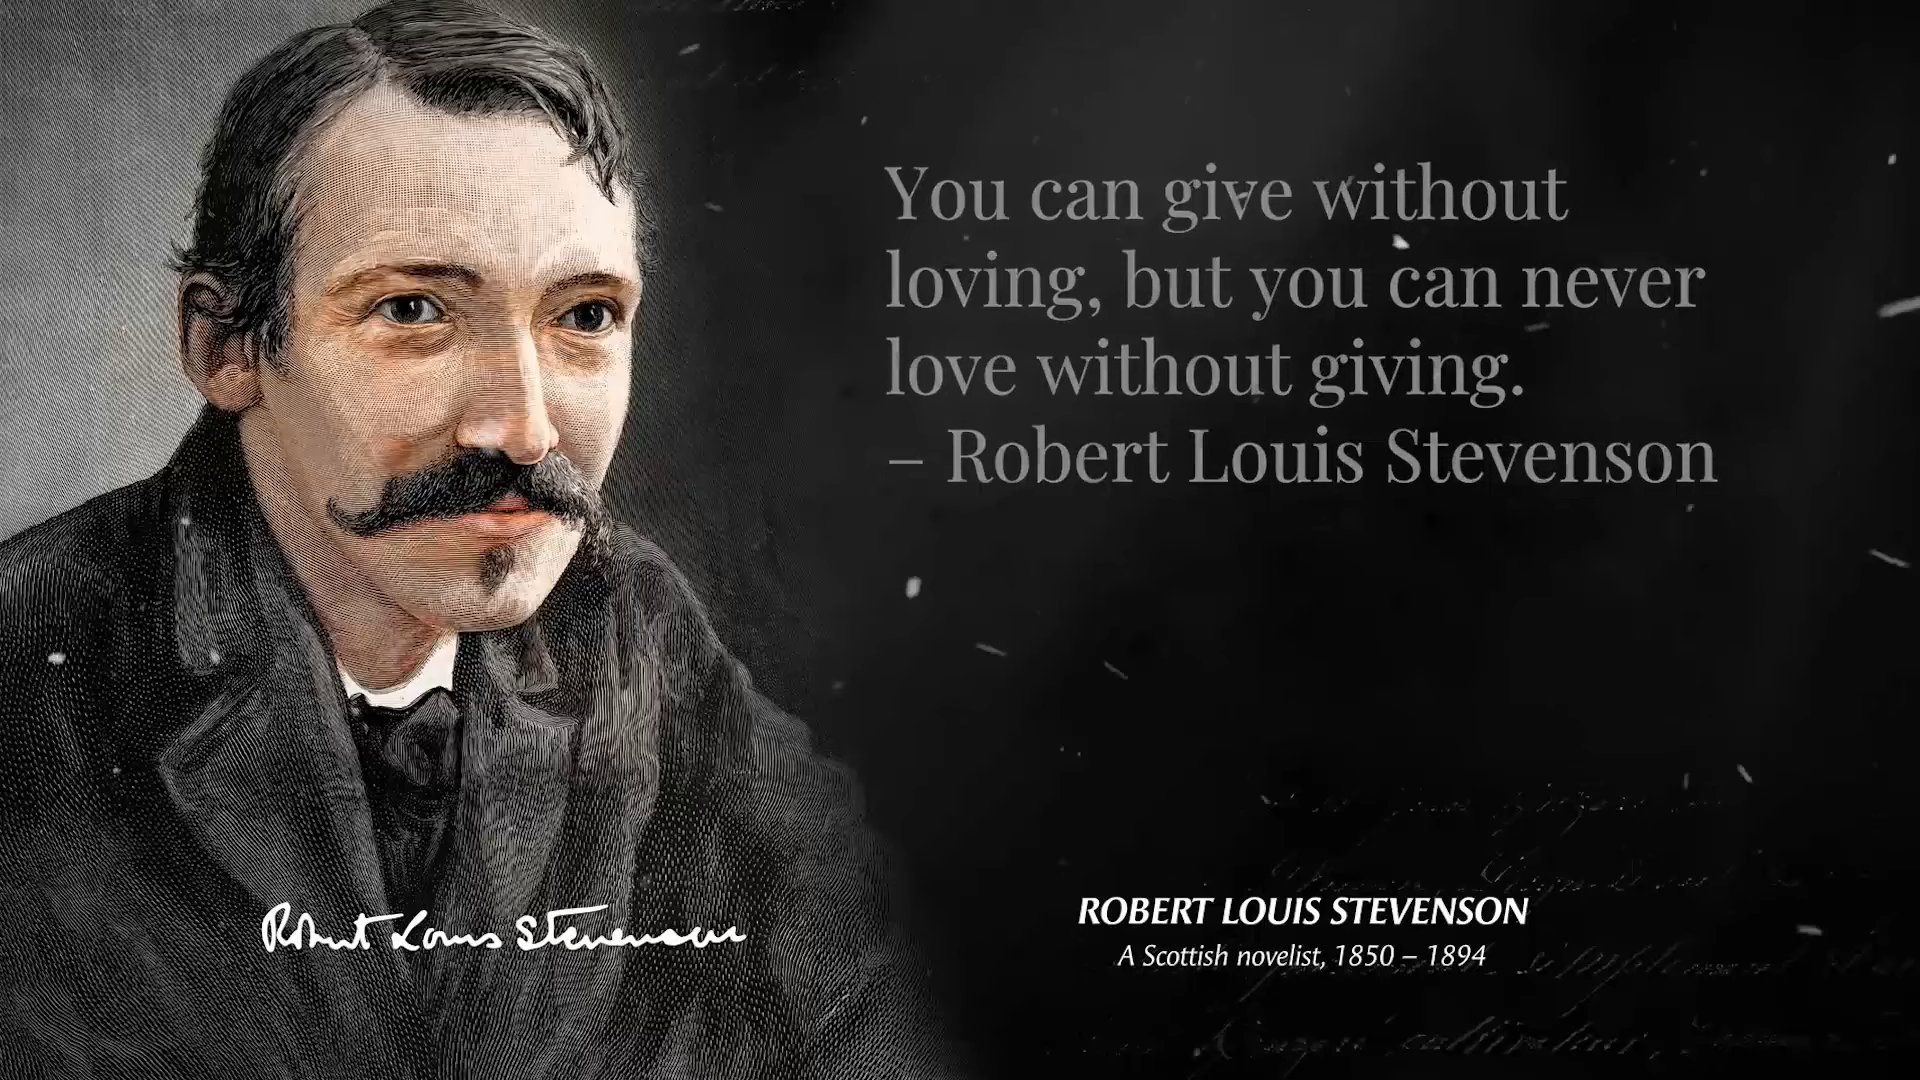 You can give without
loving, but you can never
love without giving.
– Robert Louis Stevenson
Robert Louis Stevenson
ROBERT LOUIS STEVENSON
A Scottish novelist, 1850 – 1894